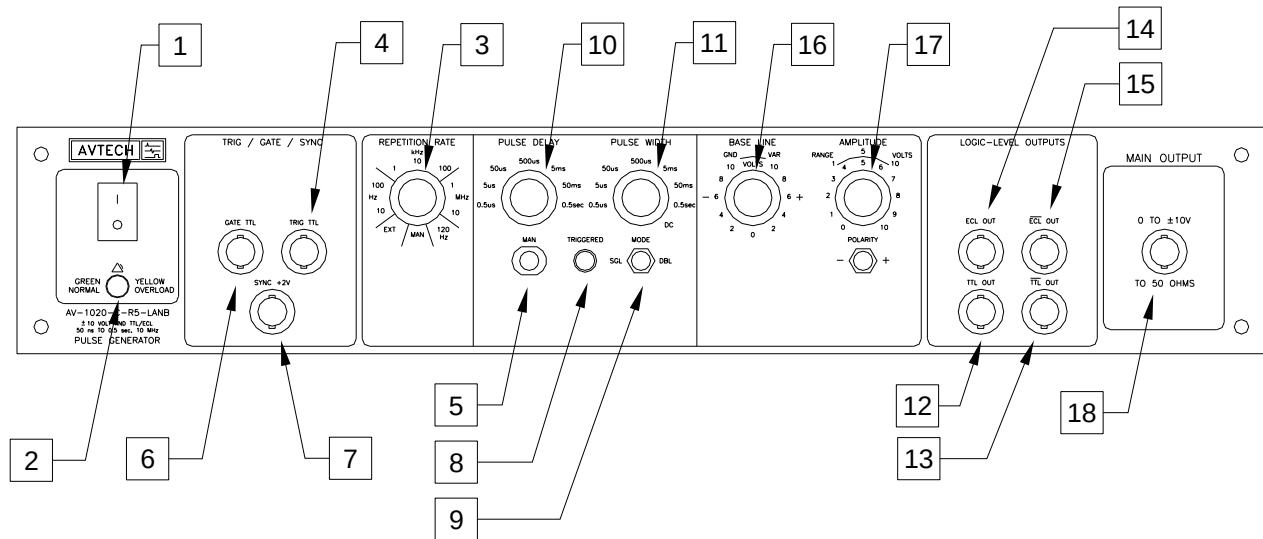 1
4
3
10
11
16
17
14
15
AVTECH
I
O
GREEN NORMAL
YELLOW OVERLOAD
AV-1020-C-R5-LANB
± 10 VOLT AND TTL/ECL
50 ns TO 0.5 sec, 10 MHz
PULSE GENERATOR
TRIG / GATE / SYNC
GATE TTL
TRIG TTL
SYNC +2V
REPETITION RATE
kHz
1 10 100
100 1
Hz MHz
10 10
EXT MAN 120 Hz
PULSE DELAY
500us
50us 5ms
5us 50ms
0.5us 0.5sec
MAN
TRIGGERED
PULSE WIDTH
500us
50us 5ms
5us 50ms
0.5us 0.5sec
DC
MODE
SGL DBL
BASE LINE
GND VAR
VOLTS
10 10
8 8
- 6 6 +
4 4
2 0 2
AMPLITUDE
RANGE VOLTS
1 5 10
4 5 6
3 7
2 8
1 9
0 10
POLARITY
- +
LOGIC-LEVEL OUTPUTS
ECL OUT
ECL OUT
TTL OUT
TTL OUT
MAIN OUTPUT
0 TO ±10V
TO 50 OHMS
2
6
7
5
8
9
12
13
18